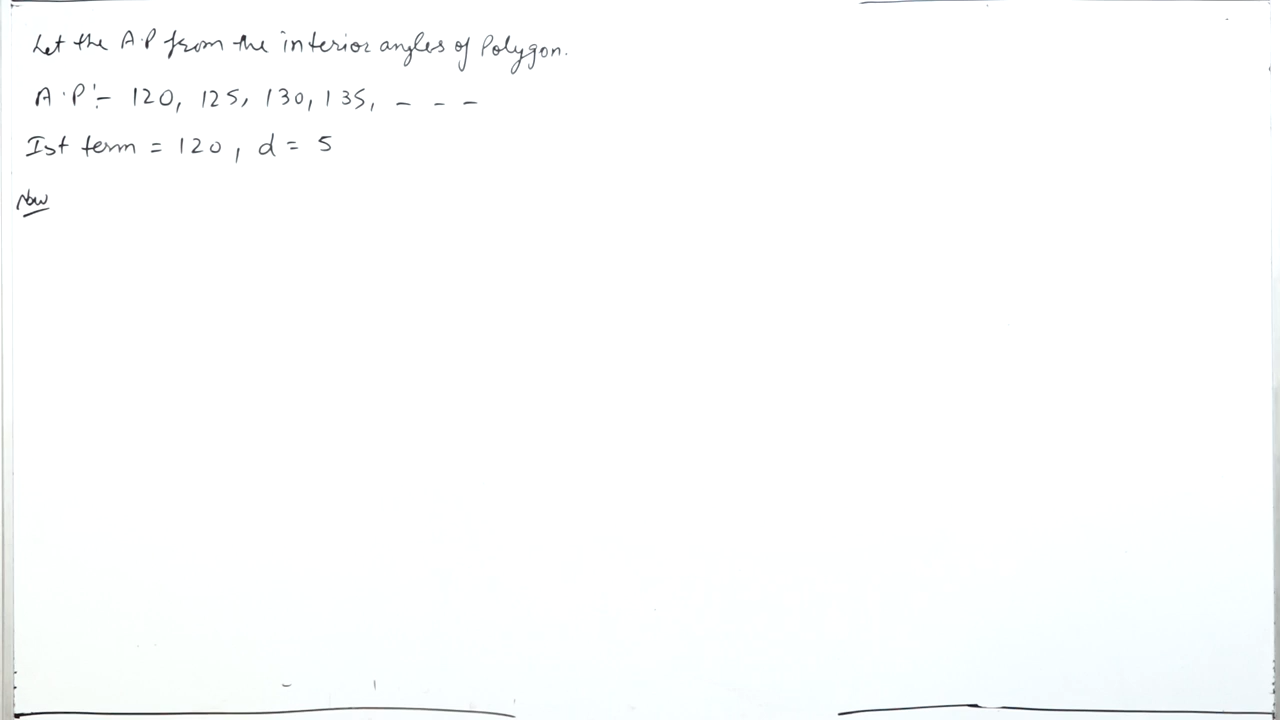 Let the A.P from the interior angles of Polygon.
A.P:- 120, 125, 130, 135, - - -
Ist term = 120, d = 5
Now